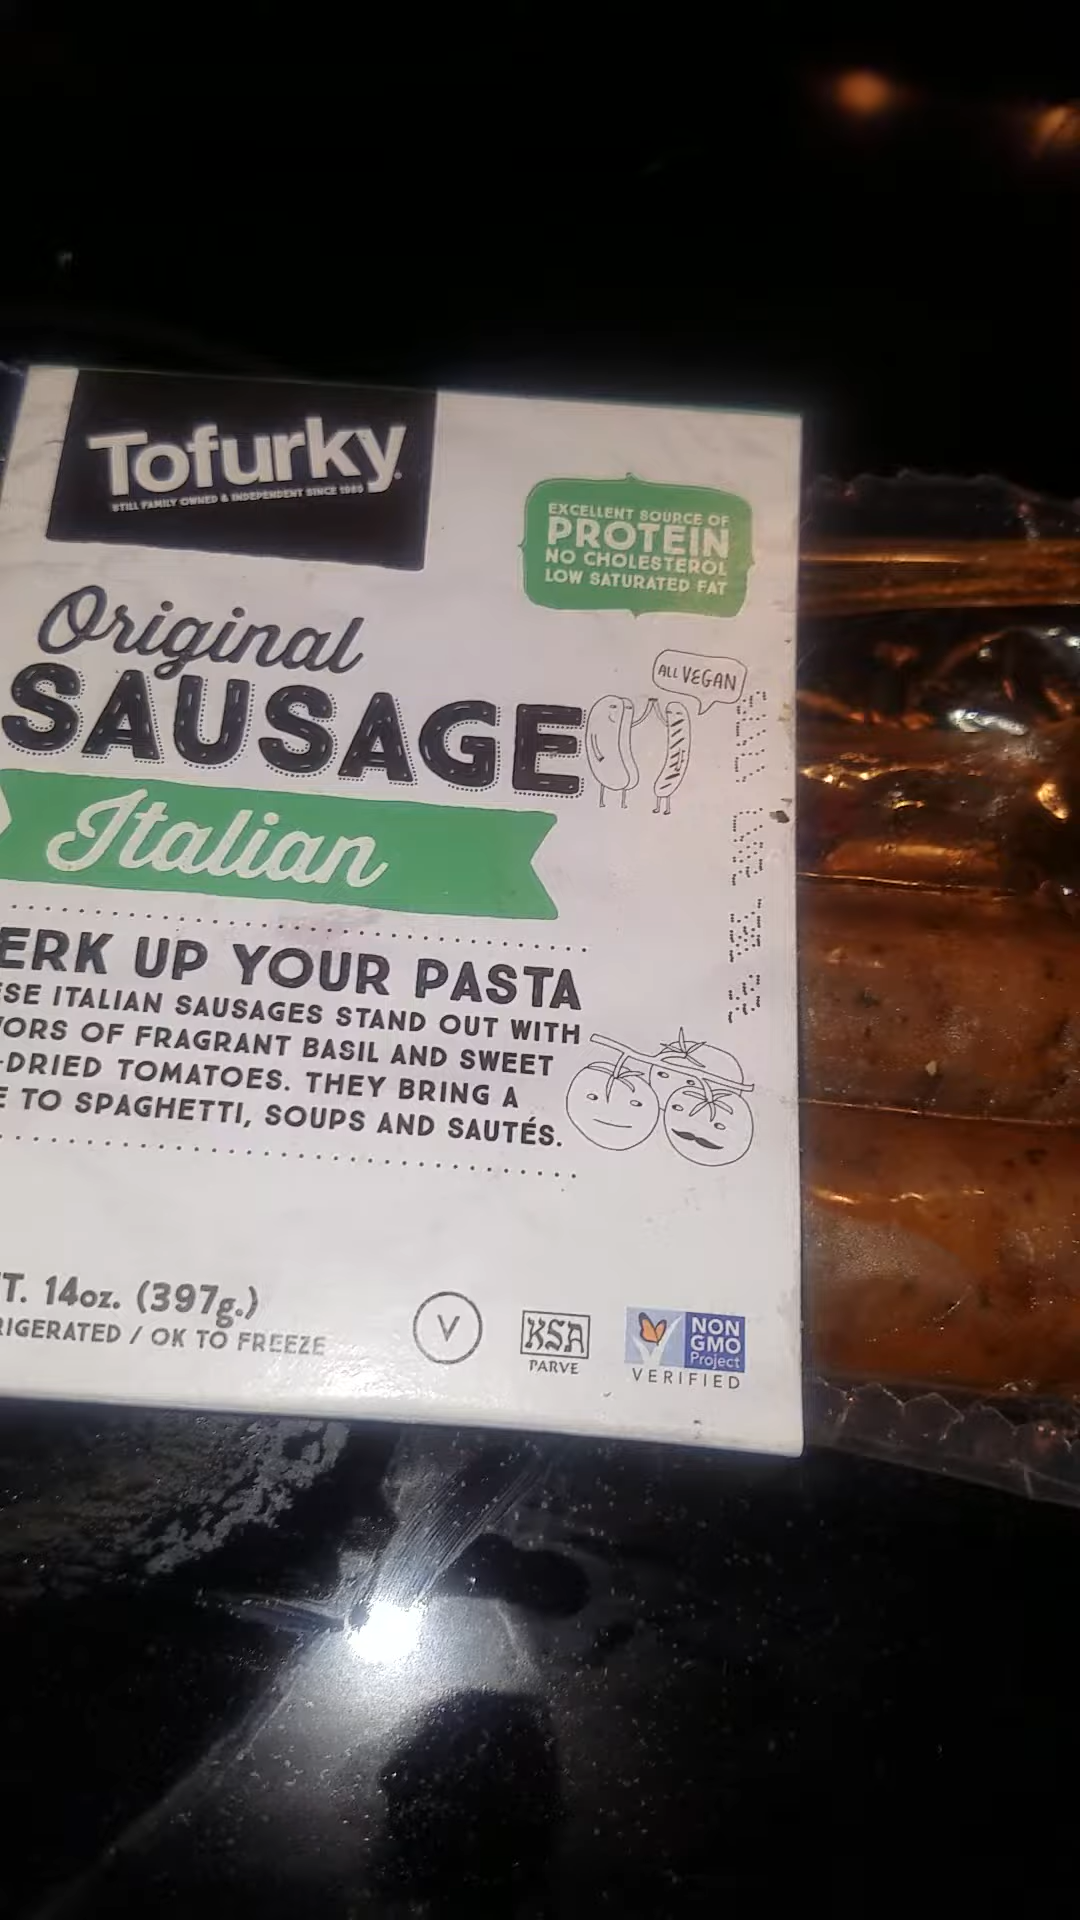 Tofurky
STILL FAMILY OWNED & INDEPENDENT SINCE 1980
EXCELLENT SOURCE OF
PROTEIN
NO CHOLESTEROL
LOW SATURATED FAT
Original
SAUSAGE
ALL VEGAN
Italian
ERK UP YOUR PASTA
SE ITALIAN SAUSAGES STAND OUT WITH
ORS OF FRAGRANT BASIL AND SWEET
-DRIED TOMATOES. THEY BRING A
E TO SPAGHETTI, SOUPS AND SAUTÉS.
T. 14oz. (397g.)
RIGERATED / OK TO FREEZE
V
KSA
PARVE
NON
GMO
Project
VERIFIED